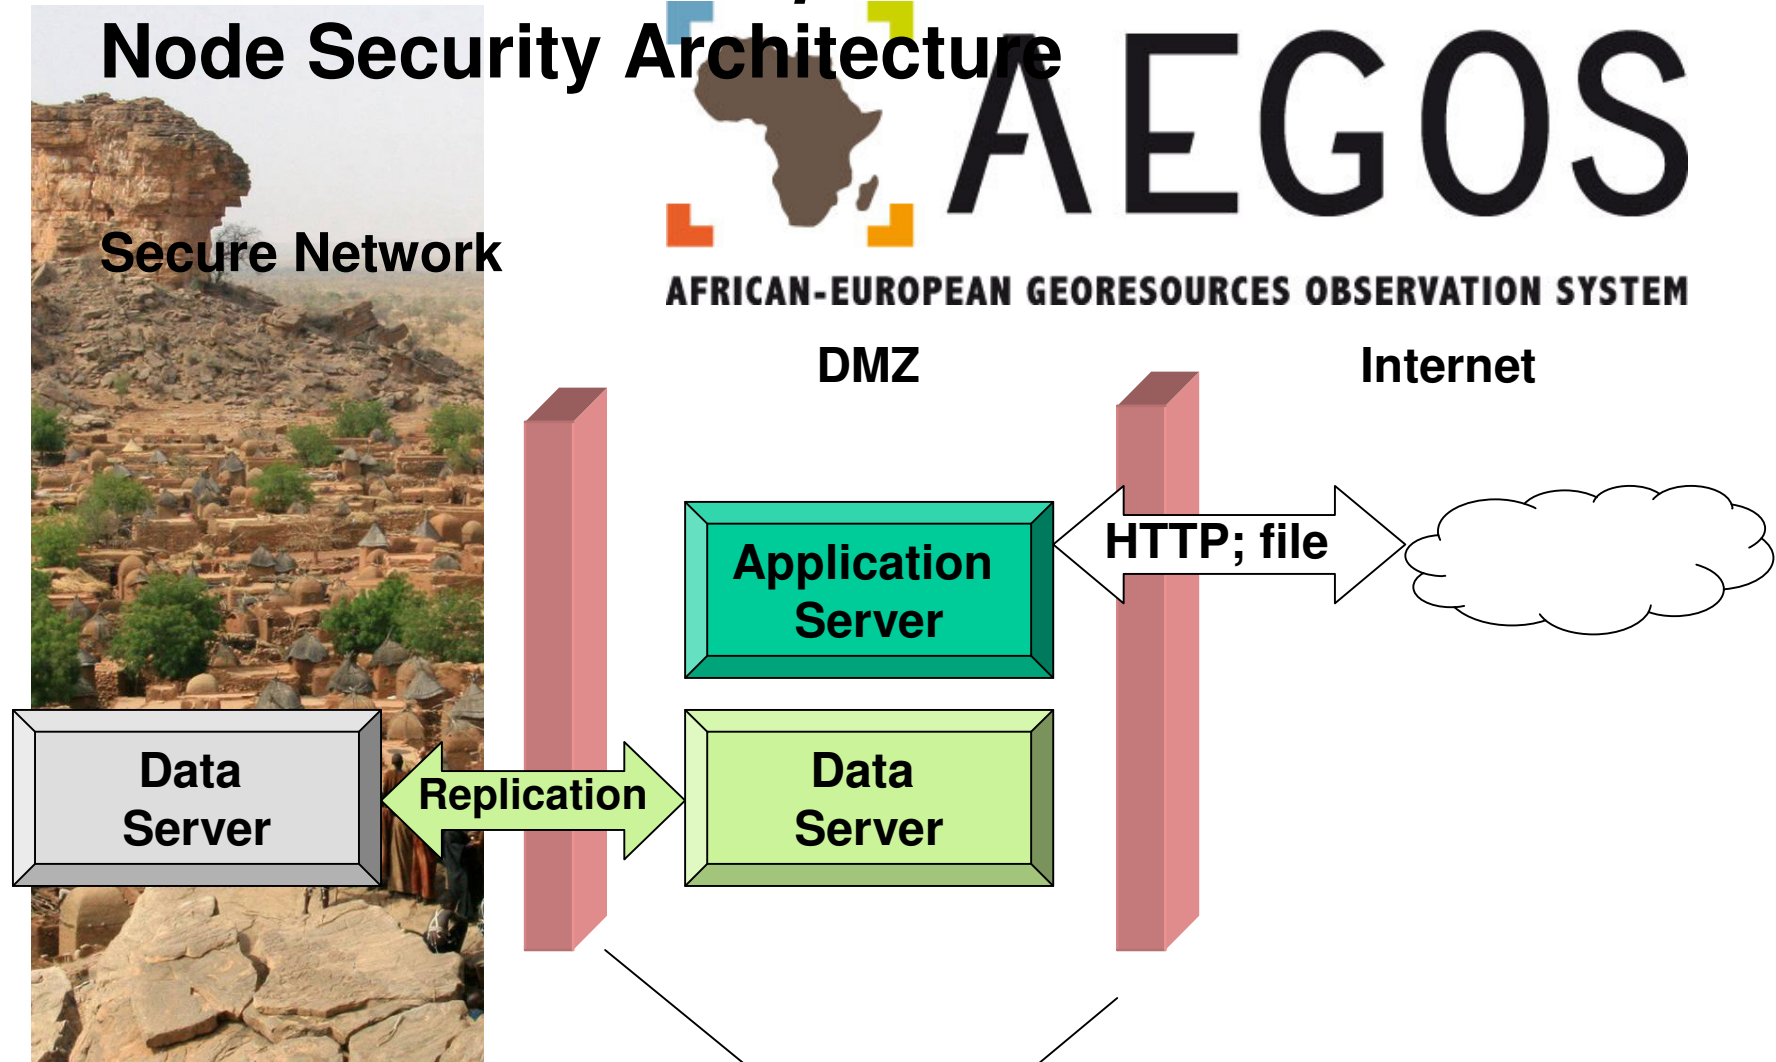 Node Security Architecture
AEGOS
Secure Network
AFRICAN-EUROPEAN GEORESOURCES OBSERVATION SYSTEM
DMZ
Internet
HTTP; file
Application
Server
Data
Server
Replication
Data
Server